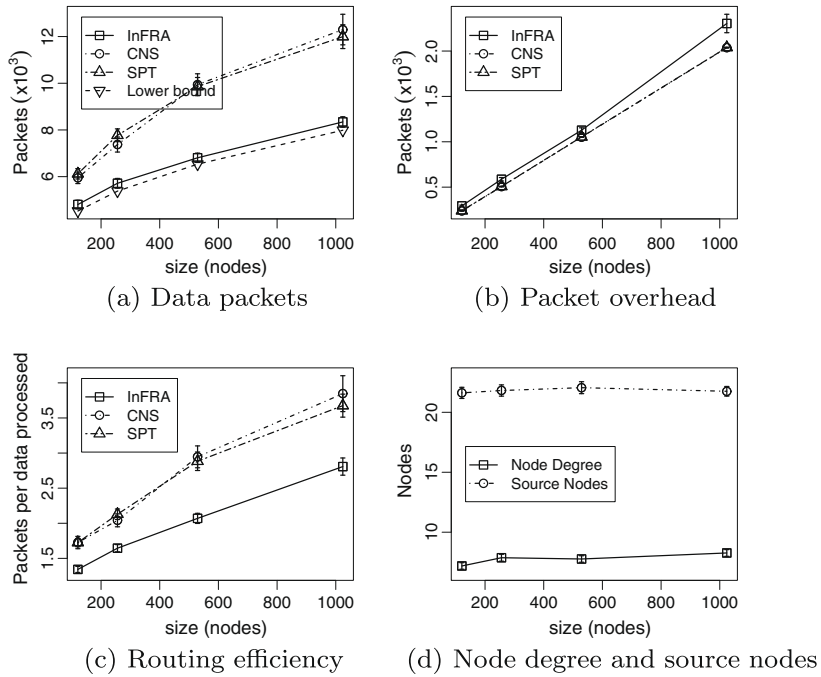 Packets (x10³)
12
10
8
6
InFRA
CNS
SPT
Lower bound
200 400 600 800 1000
size (nodes)
(a) Data packets
Packets (x10³)
2.0
1.5
1.0
0.5
InFRA
CNS
SPT
200 400 600 800 1000
size (nodes)
(b) Packet overhead
Packets per data processed
3.5
2.5
1.5
InFRA
CNS
SPT
200 400 600 800 1000
size (nodes)
(c) Routing efficiency
Nodes
20
15
10
Node Degree
Source Nodes
200 400 600 800 1000
size (nodes)
(d) Node degree and source nodes